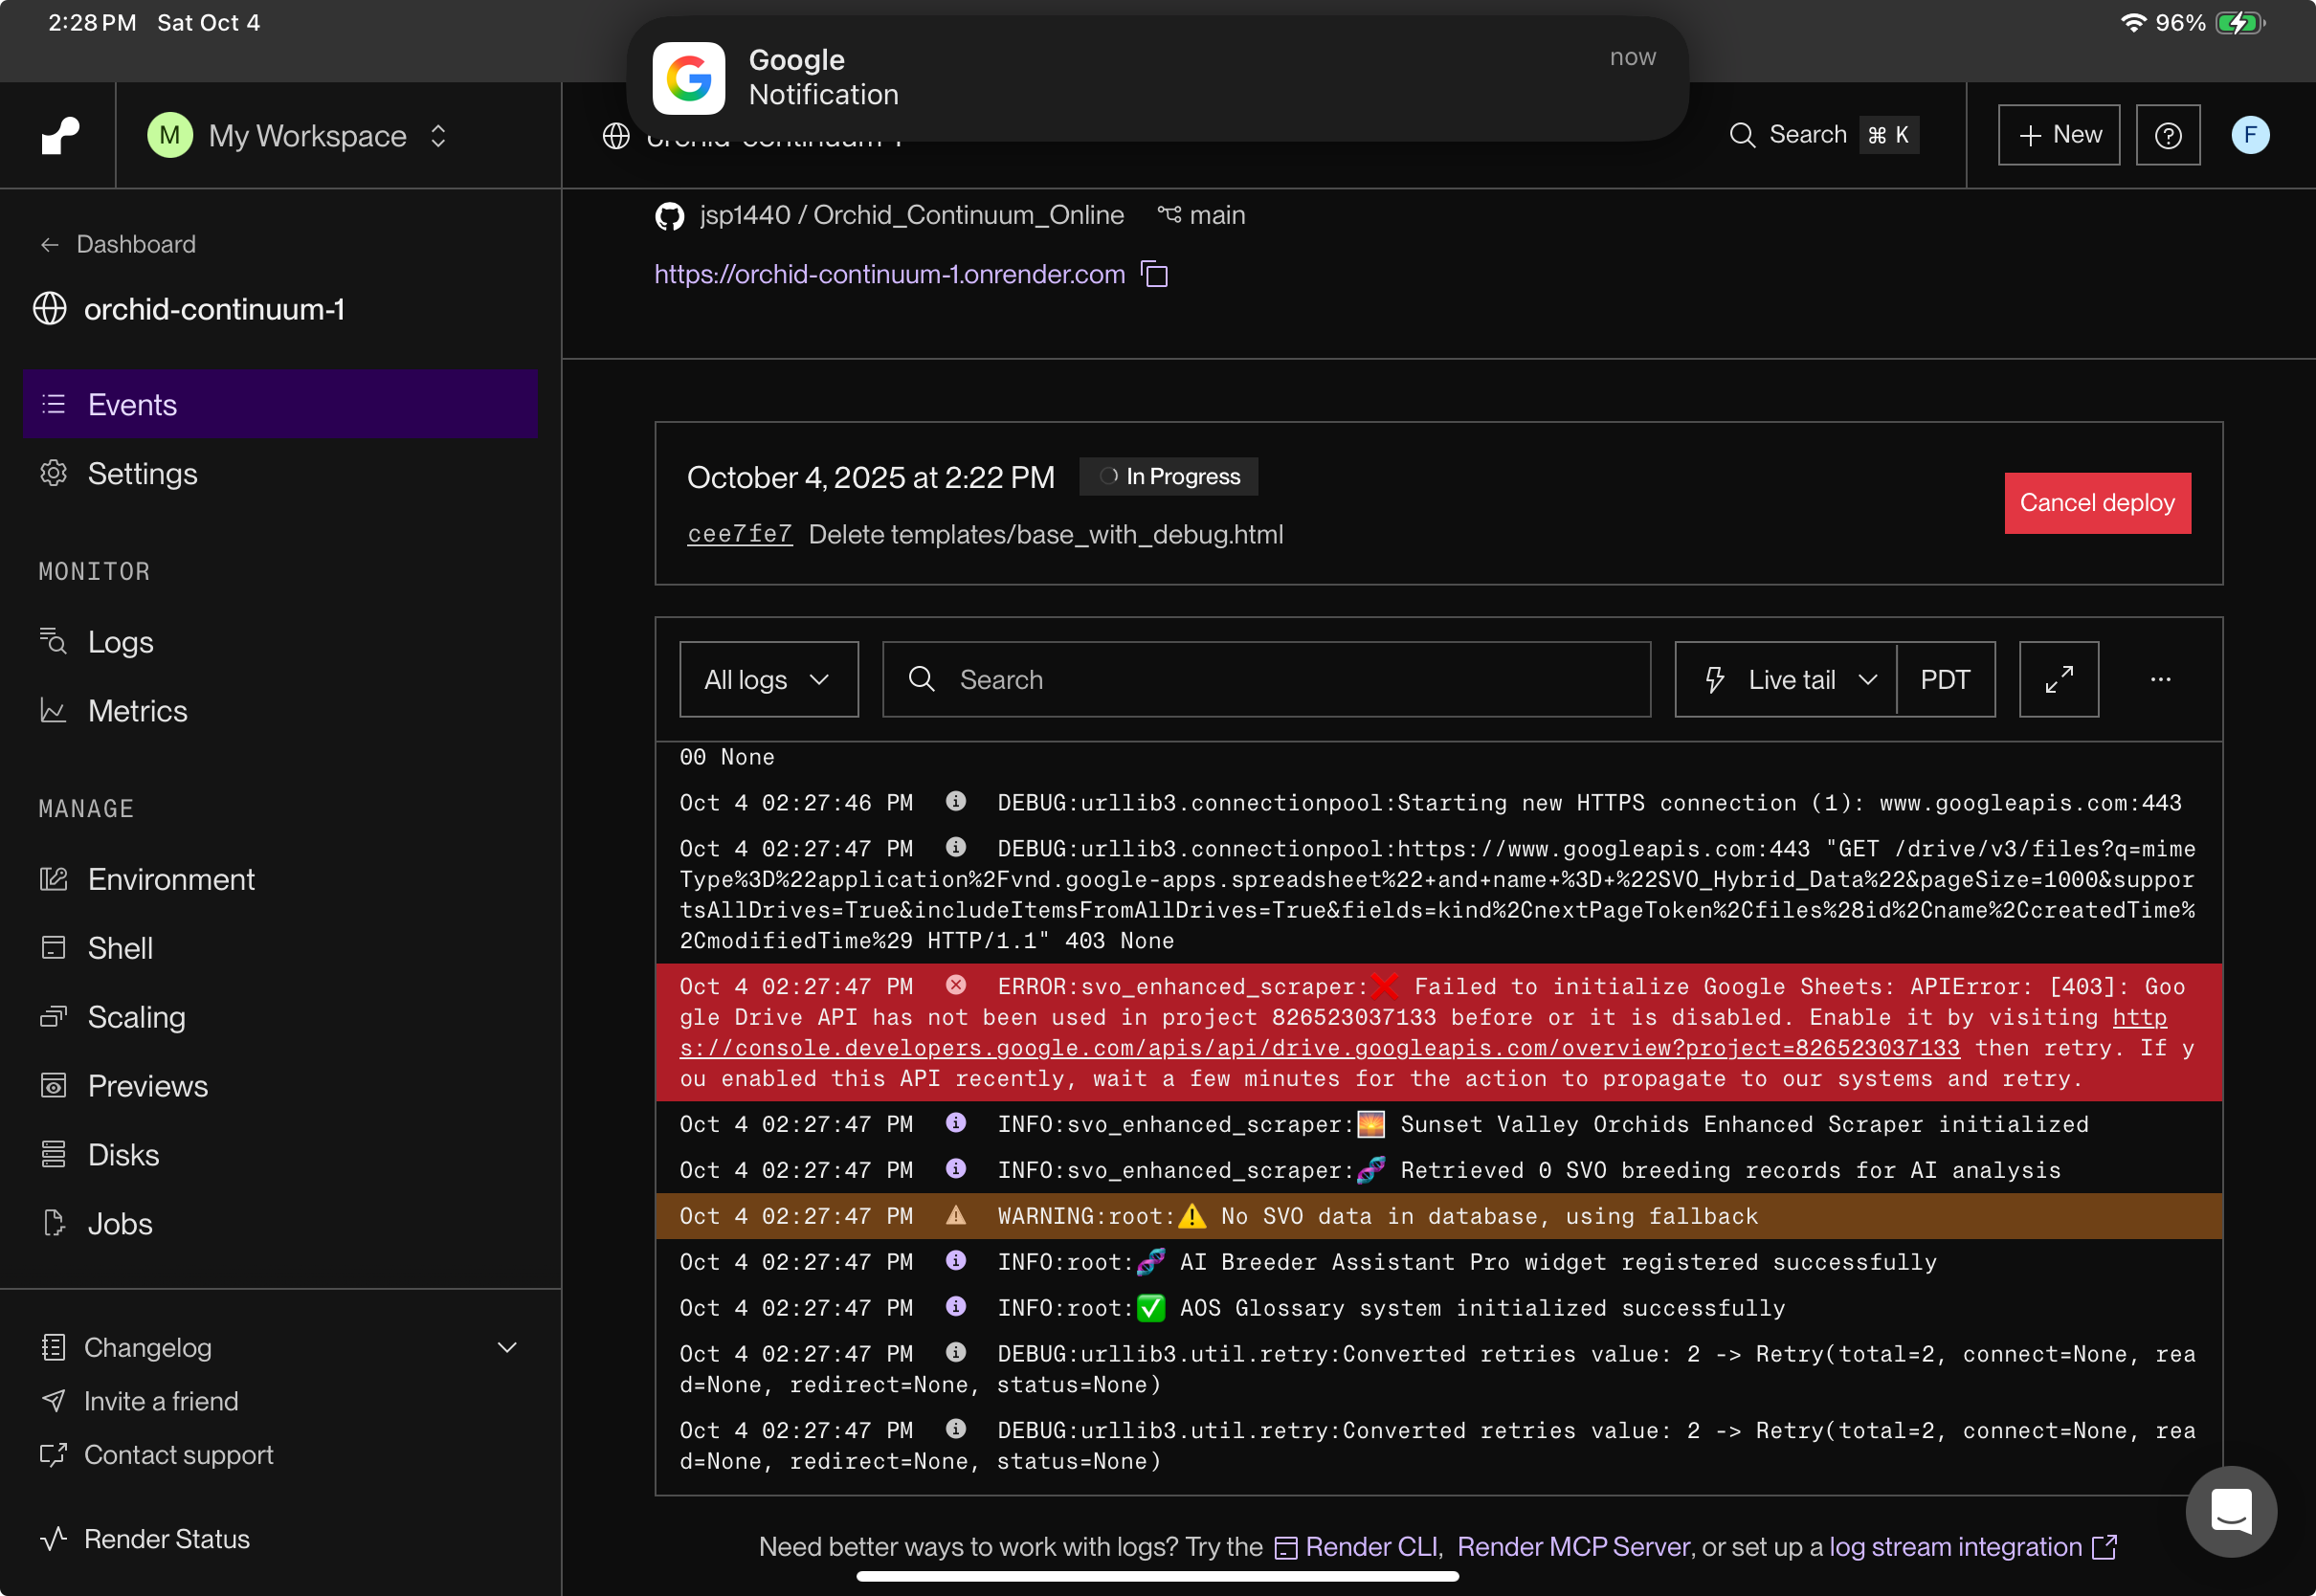 2:28 PM Sat Oct 4
96%
Google
now
Notification
M My Workspace
Search ⌘ K
+ New
F
← Dashboard
orchid-continuum-1
Events
Settings
MONITOR
Logs
Metrics
MANAGE
Environment
Shell
Scaling
Previews
Disks
Jobs
Changelog
Invite a friend
Contact support
Render Status
jsp1440 / Orchid_Continuum_Online main
https://orchid-continuum-1.onrender.com
October 4, 2025 at 2:22 PM In Progress
Cancel deploy
cee7fe7 Delete templates/base_with_debug.html
All logs
Search
Live tail
PDT
...
00 None
Oct 4 02:27:46 PM DEBUG:urllib3.connectionpool:Starting new HTTPS connection (1): www.googleapis.com:443
Oct 4 02:27:47 PM DEBUG:urllib3.connectionpool:https://www.googleapis.com:443 "GET /drive/v3/files?q=mime
Type%3D%22application%2Fvnd.google-apps.spreadsheet%22+and+name+%3D+%22SVO_Hybrid_Data%22&pageSize=1000&suppor
tsAllDrives=True&includeItemsFromAllDrives=True&fields=kind%2CnextPageToken%2Cfiles%28id%2Cname%2CcreatedTime%
2CmodifiedTime%29 HTTP/1.1" 403 None
Oct 4 02:27:47 PM ERROR:svo_enhanced_scraper:❌ Failed to initialize Google Sheets: APIError: [403]: Goo
gle Drive API has not been used in project 826523037133 before or it is disabled. Enable it by visiting http
s://console.developers.google.com/apis/api/drive.googleapis.com/overview?project=826523037133 then retry. If y
ou enabled this API recently, wait a few minutes for the action to propagate to our systems and retry.
Oct 4 02:27:47 PM INFO:svo_enhanced_scraper:🌅 Sunset Valley Orchids Enhanced Scraper initialized
Oct 4 02:27:47 PM INFO:svo_enhanced_scraper:🧬 Retrieved 0 SVO breeding records for AI analysis
Oct 4 02:27:47 PM WARNING:root:⚠️ No SVO data in database, using fallback
Oct 4 02:27:47 PM INFO:root:🧬 AI Breeder Assistant Pro widget registered successfully
Oct 4 02:27:47 PM INFO:root:✅ AOS Glossary system initialized successfully
Oct 4 02:27:47 PM DEBUG:urllib3.util.retry:Converted retries value: 2 -> Retry(total=2, connect=None, rea
d=None, redirect=None, status=None)
Oct 4 02:27:47 PM DEBUG:urllib3.util.retry:Converted retries value: 2 -> Retry(total=2, connect=None, rea
d=None, redirect=None, status=None)
Need better ways to work with logs? Try the Render CLI, Render MCP Server, or set up a log stream integration